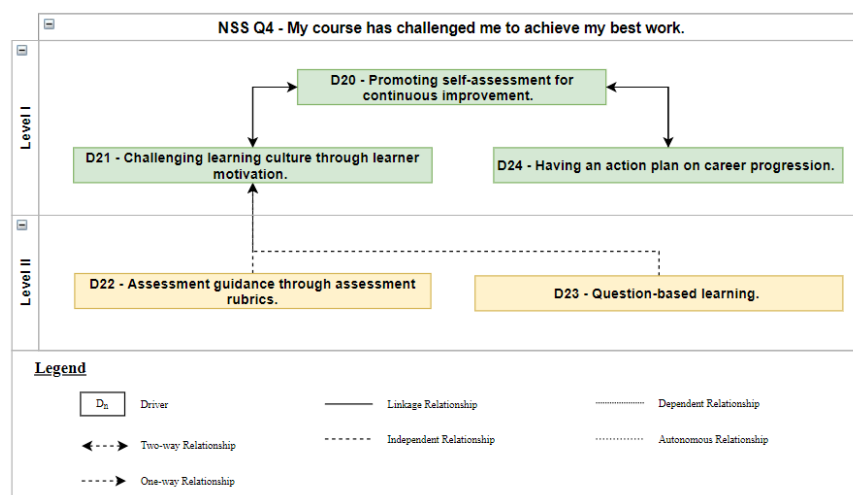 NSS Q4 - My course has challenged me to achieve my best work.
Level I
D20 - Promoting self-assessment for
continuous improvement.
D21 - Challenging learning culture through learner
motivation.
D24 - Having an action plan on career progression.
Level II
D22 - Assessment guidance through assessment
rubrics.
D23 - Question-based learning.
Legend
Dn Driver
Linkage Relationship
Dependent Relationship
Two-way Relationship
Independent Relationship
Autonomous Relationship
One-way Relationship